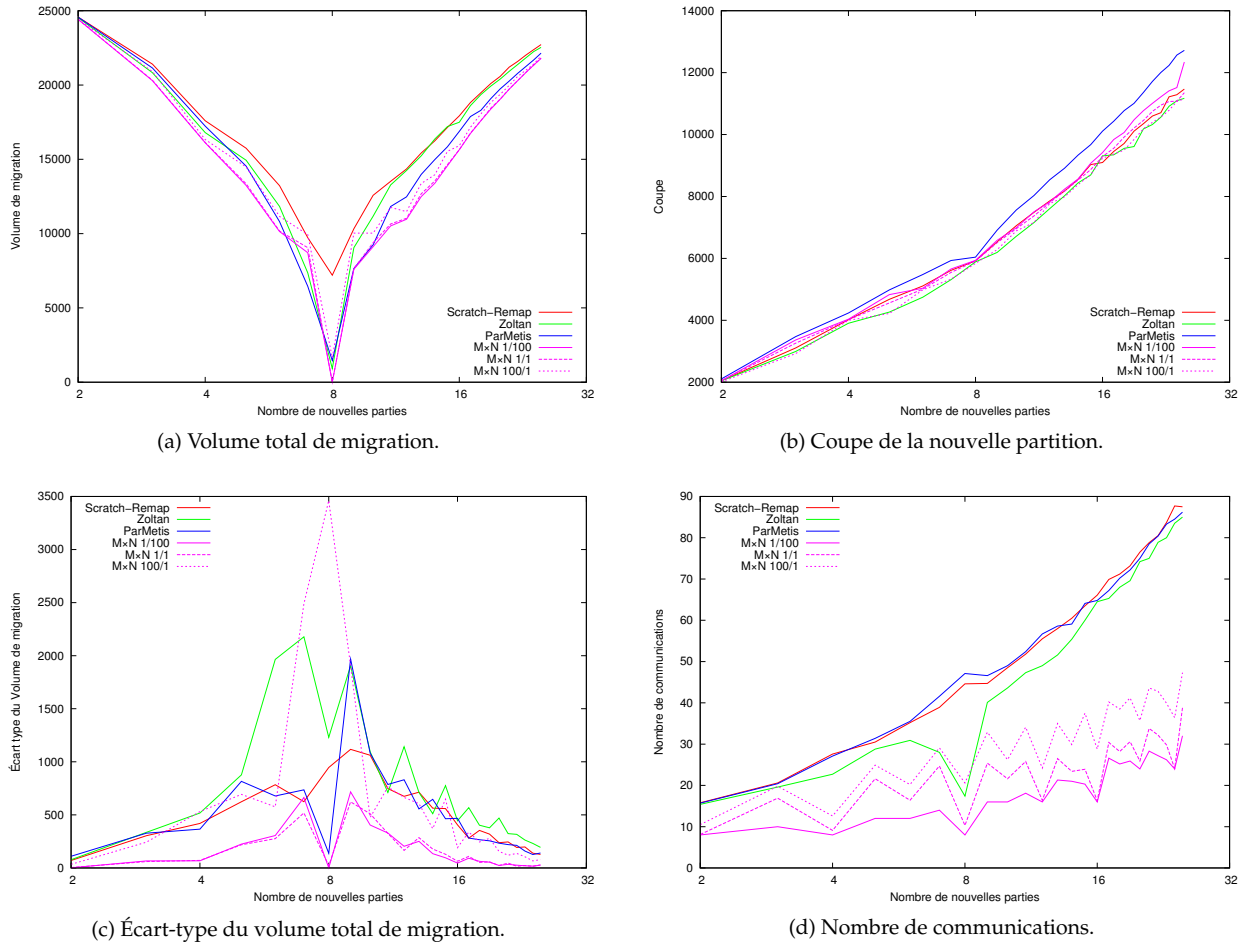 25000
20000
15000
10000
5000
0
Volume de migration
2
4
8
16
32
Nombre de nouvelles parties
Scratch-Remap
Zoltan
ParMetis
M×N 1/100
M×N 1/1
M×N 100/1
(a) Volume total de migration.
12000
10000
8000
6000
4000
2000
Coupe
2
4
8
16
32
Nombre de nouvelles parties
Scratch-Remap
Zoltan
ParMetis
M×N 1/100
M×N 1/1
M×N 100/1
(b) Coupe de la nouvelle partition.
3500
3000
2500
2000
1500
1000
500
0
Écart type du Volume de migration
Scratch-Remap
Zoltan
ParMetis
M×N 1/100
M×N 1/1
M×N 100/1
2
4
8
16
32
Nombre de nouvelles parties
(c) Écart-type du volume total de migration.
90
80
70
60
50
40
30
20
10
0
Nombre de communications
Scratch-Remap
Zoltan
ParMetis
M×N 1/100
M×N 1/1
M×N 100/1
2
4
8
16
32
Nombre de nouvelles parties
(d) Nombre de communications.